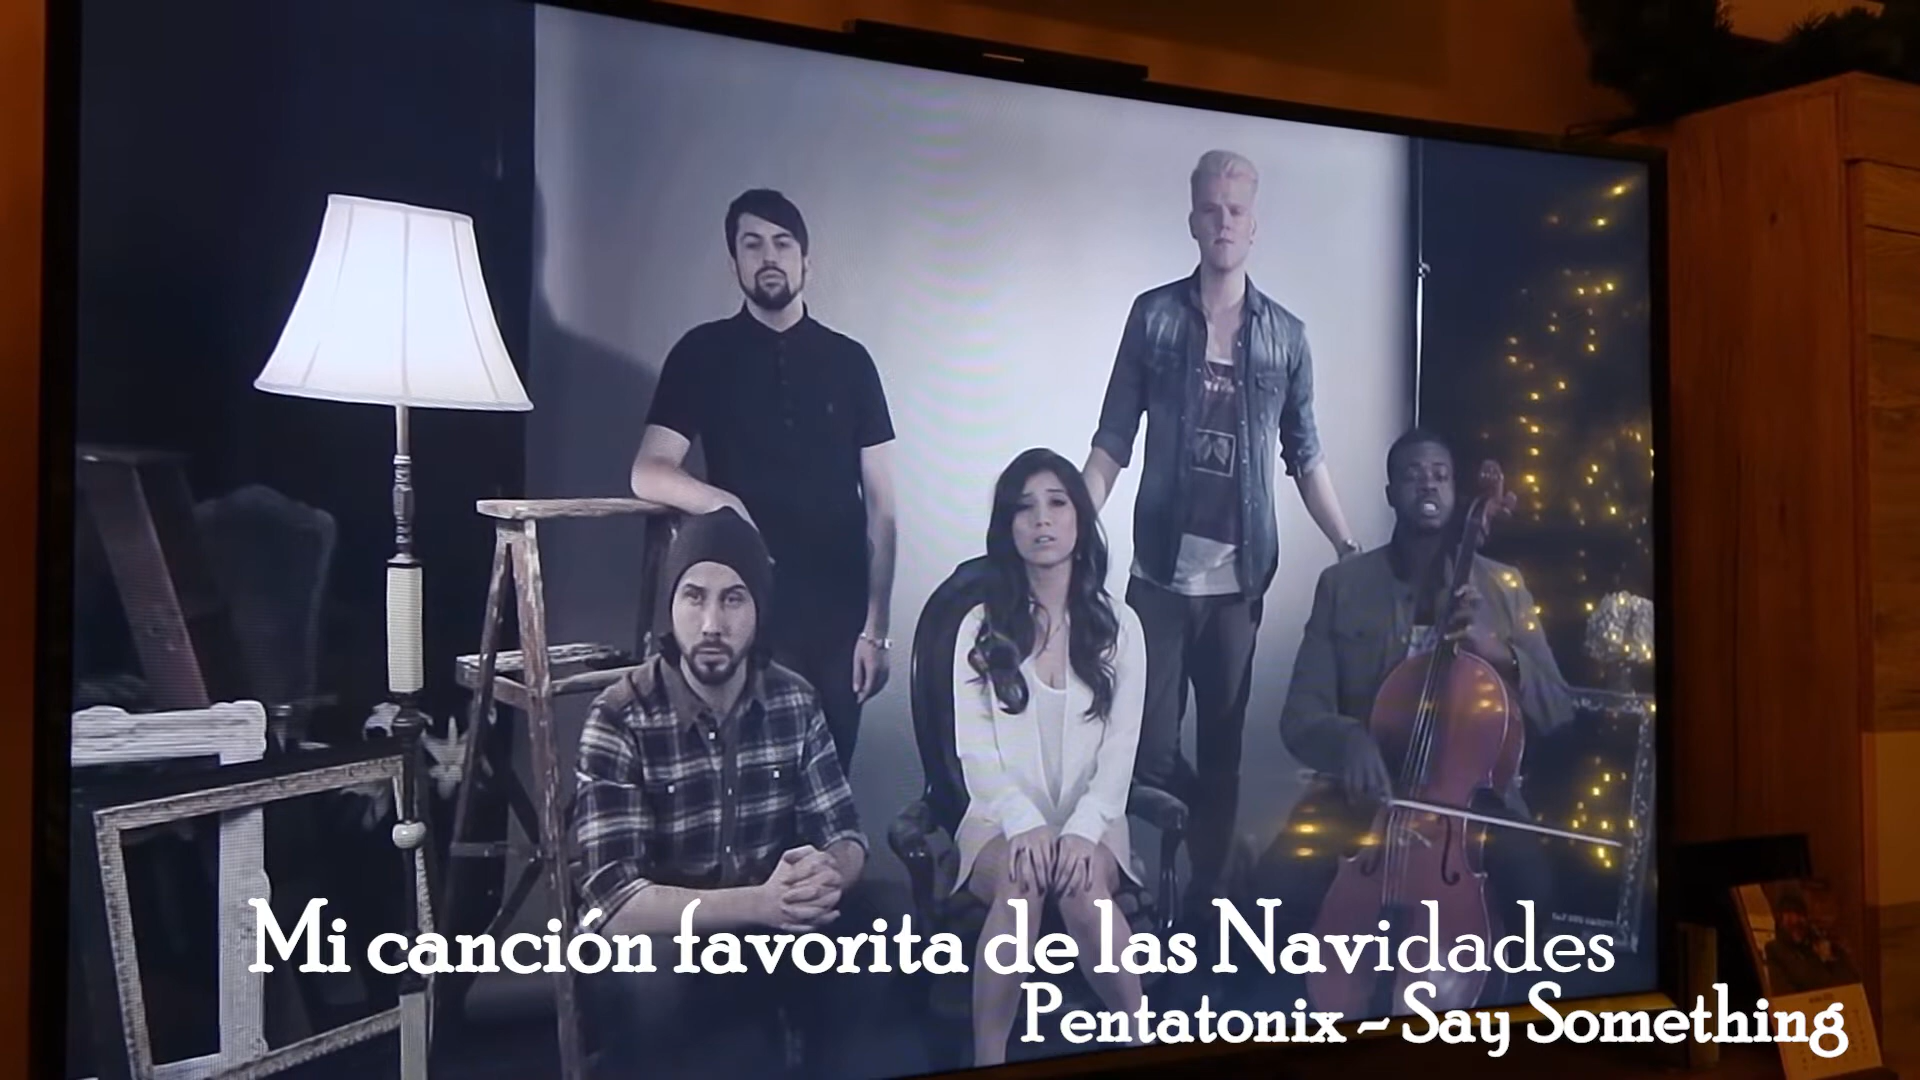 Mi canción favorita de las Navidades
Pentatonix - Say Something